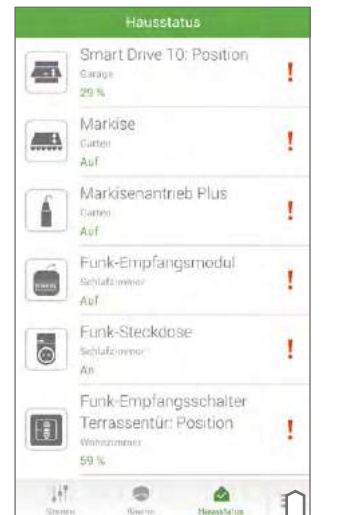 Hausstatus
Smart Drive 10: Position
Garage
29 %
Markise
Garten
Auf
Markisenantrieb Plus
Garten
Auf
Funk-Empfangsmodul
Schlafzimmer
Auf
Funk-Steckdose
Schlafzimmer
An
Funk-Empfangsschalter
Terrassentür: Position
Wohnzimmer
59 %
Hausstatus